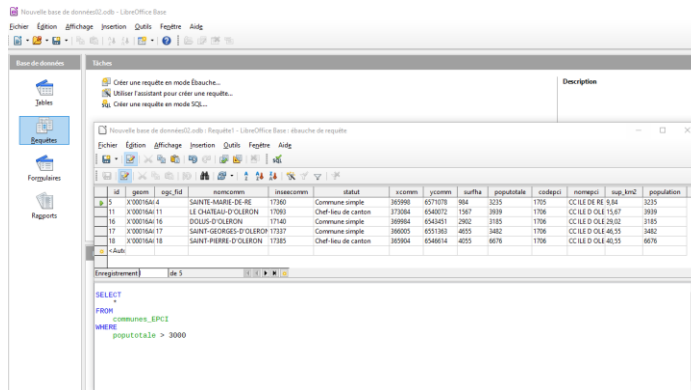 Nouvelle base de données02.odb - LibreOffice Base
Fichier Édition Affichage Insertion Outils Fenêtre Aide
Base de données Tâches
Créer une requête en mode Ébauche...
Utiliser l'assistant pour créer une requête...
Créer une requête en mode SQL...
Description
Tables
Requêtes
Formulaires
Rapports
Nouvelle base de données02.odb : Requête1 - LibreOffice Base : ébauche de requête
Fichier Édition Affichage Insertion Outils Fenêtre Aide
id geom ogc_fid nomcomm inseecomm statut xcomm ycomm surfha poputotale codepci nomepci sup_km2 population
5 X'00016A( 4 SAINTE-MARIE-DE-RE 17360 Commune simple 365998 6571078 984 3235 1705 CC ILE DE RE 9,84 3235
11 X'00016A( 11 LE CHATEAU-D'OLERON 17093 Chef-lieu de canton 373084 6540072 1567 3939 1706 CC ILE D OLE 15,67 3939
16 X'00016A( 16 DOLUS-D'OLERON 17140 Commune simple 369984 6543451 2902 3185 1706 CC ILE D OLE 29,02 3185
17 X'00016A( 17 SAINT-GEORGES-D'OLERON 17337 Commune simple 366005 6551363 4655 3482 1706 CC ILE D OLE 46,55 3482
18 X'00016A( 18 SAINT-PIERRE-D'OLERON 17385 Chef-lieu de canton 365904 6546614 4055 6676 1706 CC ILE D OLE 40,55 6676
<Autc
Enregistrement de 5
SELECT
*
FROM
communes_EPCI
WHERE
poputotale > 3000